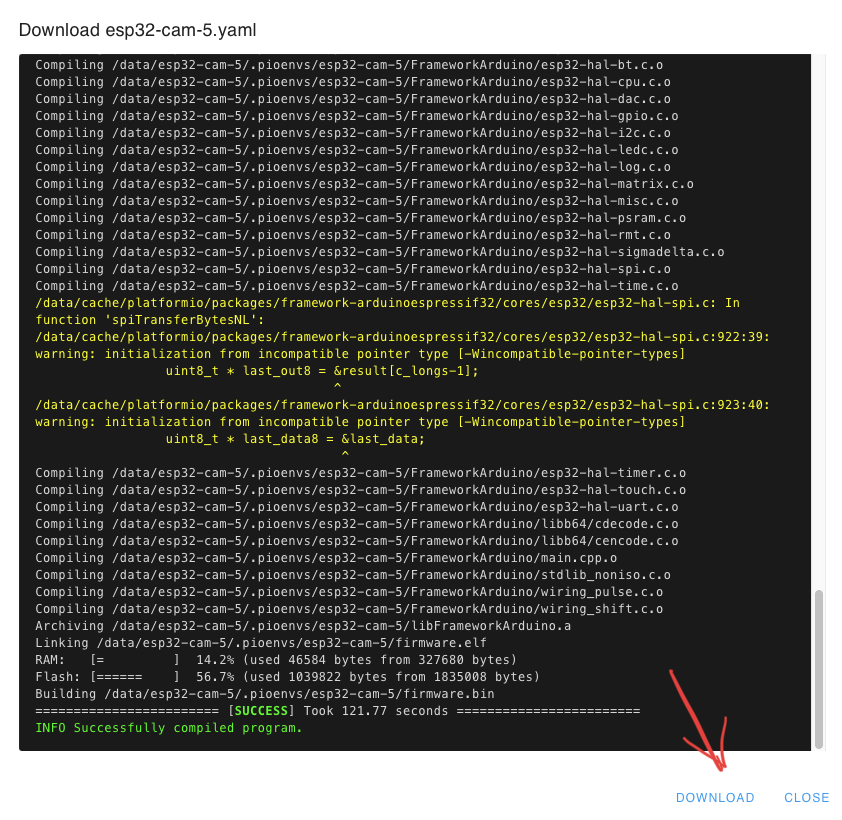 Download esp32-cam-5.yaml
Compiling /data/esp32-cam-5/.pioenvs/esp32-cam-5/FrameworkArduino/esp32-hal-bt.c.o
Compiling /data/esp32-cam-5/.pioenvs/esp32-cam-5/FrameworkArduino/esp32-hal-cpu.c.o
Compiling /data/esp32-cam-5/.pioenvs/esp32-cam-5/FrameworkArduino/esp32-hal-dac.c.o
Compiling /data/esp32-cam-5/.pioenvs/esp32-cam-5/FrameworkArduino/esp32-hal-gpio.c.o
Compiling /data/esp32-cam-5/.pioenvs/esp32-cam-5/FrameworkArduino/esp32-hal-i2c.c.o
Compiling /data/esp32-cam-5/.pioenvs/esp32-cam-5/FrameworkArduino/esp32-hal-ledc.c.o
Compiling /data/esp32-cam-5/.pioenvs/esp32-cam-5/FrameworkArduino/esp32-hal-log.c.o
Compiling /data/esp32-cam-5/.pioenvs/esp32-cam-5/FrameworkArduino/esp32-hal-matrix.c.o
Compiling /data/esp32-cam-5/.pioenvs/esp32-cam-5/FrameworkArduino/esp32-hal-misc.c.o
Compiling /data/esp32-cam-5/.pioenvs/esp32-cam-5/FrameworkArduino/esp32-hal-psram.c.o
Compiling /data/esp32-cam-5/.pioenvs/esp32-cam-5/FrameworkArduino/esp32-hal-rmt.c.o
Compiling /data/esp32-cam-5/.pioenvs/esp32-cam-5/FrameworkArduino/esp32-hal-sigmadelta.c.o
Compiling /data/esp32-cam-5/.pioenvs/esp32-cam-5/FrameworkArduino/esp32-hal-spi.c.o
Compiling /data/esp32-cam-5/.pioenvs/esp32-cam-5/FrameworkArduino/esp32-hal-time.c.o
/data/cache/platformio/packages/framework-arduinoespressif32/cores/esp32/esp32-hal-spi.c: In
function 'spiTransferBytesNL':
/data/cache/platformio/packages/framework-arduinoespressif32/cores/esp32/esp32-hal-spi.c:922:39:
warning: initialization from incompatible pointer type [-Wincompatible-pointer-types]
uint8_t * last_out8 = &result[c_longs-1];
^
/data/cache/platformio/packages/framework-arduinoespressif32/cores/esp32/esp32-hal-spi.c:923:40:
warning: initialization from incompatible pointer type [-Wincompatible-pointer-types]
uint8_t * last_data8 = &last_data;
^
Compiling /data/esp32-cam-5/.pioenvs/esp32-cam-5/FrameworkArduino/esp32-hal-timer.c.o
Compiling /data/esp32-cam-5/.pioenvs/esp32-cam-5/FrameworkArduino/esp32-hal-touch.c.o
Compiling /data/esp32-cam-5/.pioenvs/esp32-cam-5/FrameworkArduino/esp32-hal-uart.c.o
Compiling /data/esp32-cam-5/.pioenvs/esp32-cam-5/FrameworkArduino/libb64/cdecode.c.o
Compiling /data/esp32-cam-5/.pioenvs/esp32-cam-5/FrameworkArduino/libb64/cencode.c.o
Compiling /data/esp32-cam-5/.pioenvs/esp32-cam-5/FrameworkArduino/main.cpp.o
Compiling /data/esp32-cam-5/.pioenvs/esp32-cam-5/FrameworkArduino/stdlib_noniso.c.o
Compiling /data/esp32-cam-5/.pioenvs/esp32-cam-5/FrameworkArduino/wiring_pulse.c.o
Compiling /data/esp32-cam-5/.pioenvs/esp32-cam-5/FrameworkArduino/wiring_shift.c.o
Archiving /data/esp32-cam-5/.pioenvs/esp32-cam-5/libFrameworkArduino.a
Linking /data/esp32-cam-5/.pioenvs/esp32-cam-5/firmware.elf
RAM:   [=         ]  14.2% (used 46584 bytes from 327680 bytes)
Flash: [======    ]  56.7% (used 1039822 bytes from 1835008 bytes)
Building /data/esp32-cam-5/.pioenvs/esp32-cam-5/firmware.bin
======================== [SUCCESS] Took 121.77 seconds ========================
INFO Successfully compiled program.
DOWNLOAD CLOSE